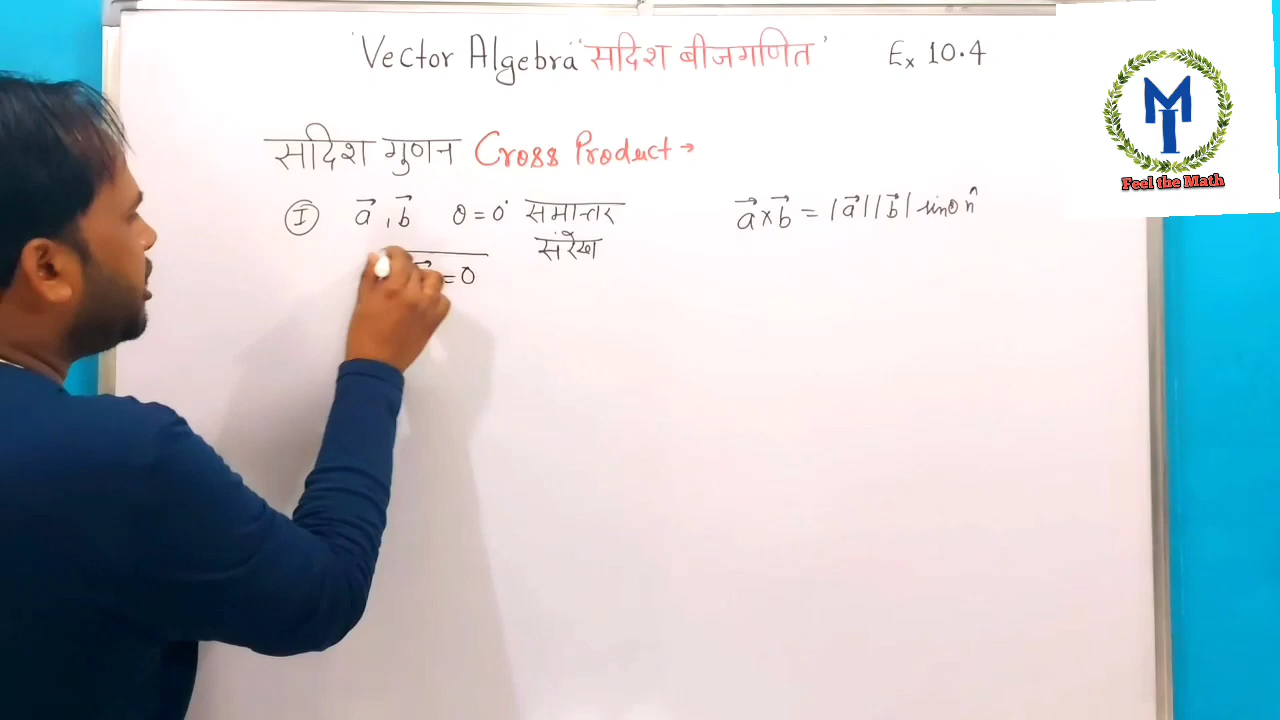 "Vector Algebra" सदिश बीजगणित' Ex 10.4
सदिश गुणन Cross Product →
I a⃗, b⃗ θ = 0° समान्तर
संरेख
a⃗ × b⃗ = |a⃗| |b⃗| sinθ n̂
= 0
MI
Feel the Math